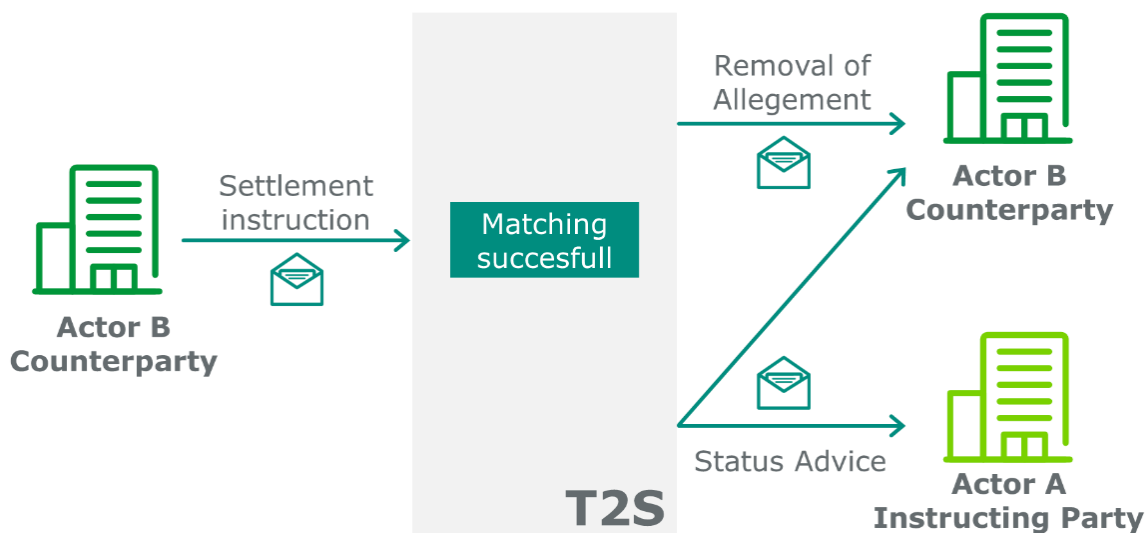 Settlement
instruction
Actor B
Counterparty
Matching
succesfull
T2S
Removal of
Allegement
Actor B
Counterparty
Status Advice
Actor A
Instructing Party